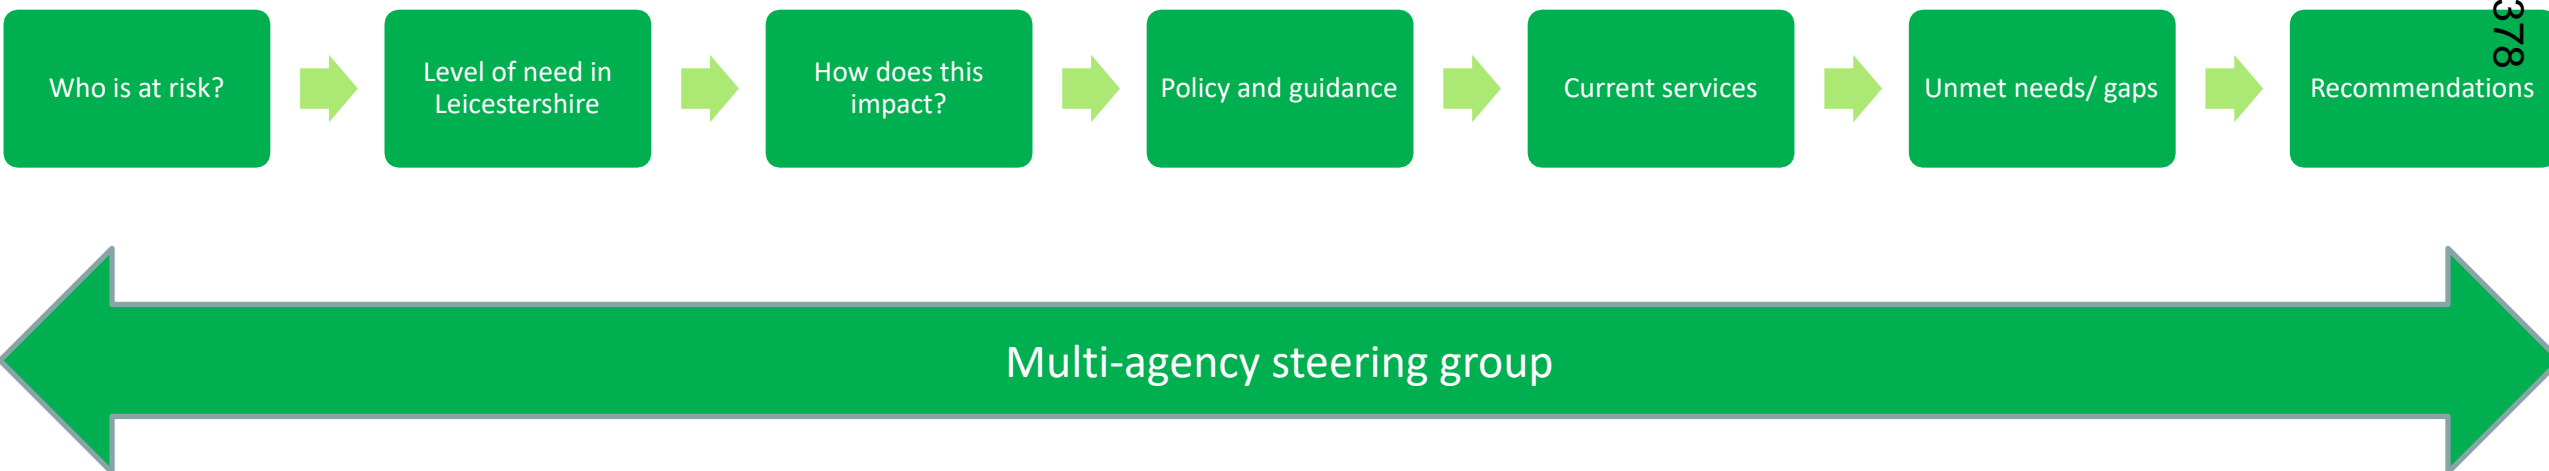 Who is at risk?
Level of need in
Leicestershire
How does this
impact?
Policy and guidance
Current services
Unmet needs/ gaps
Recommendations
378
Multi-agency steering group